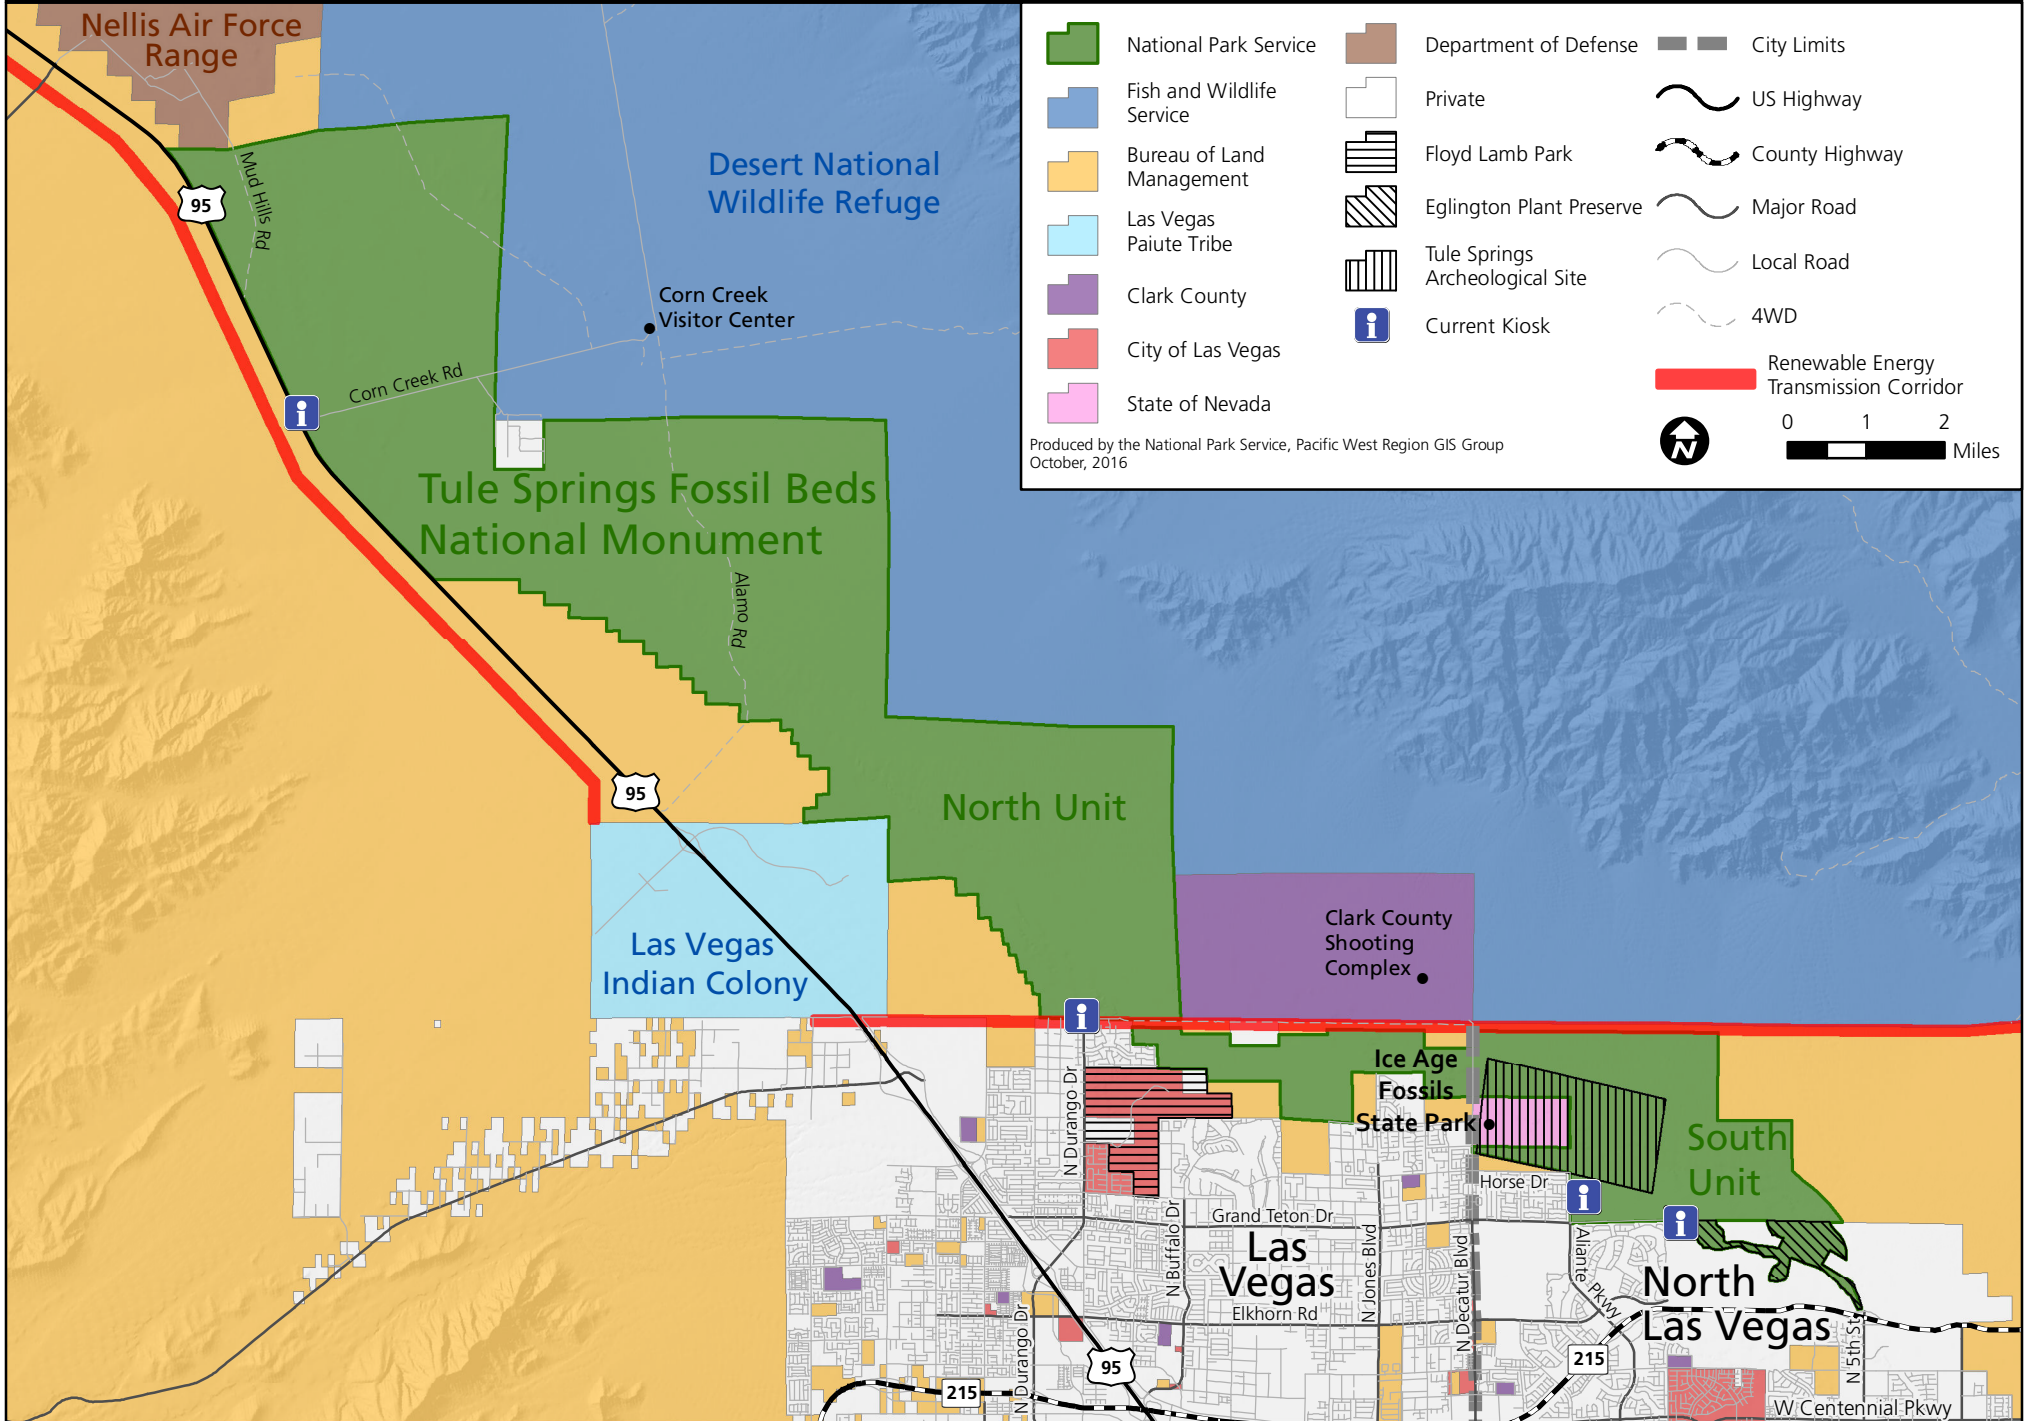 Nellis Air Force
Range
National Park Service
Fish and Wildlife
Service
Bureau of Land
Management
Las Vegas
Paiute Tribe
Clark County
City of Las Vegas
State of Nevada
Department of Defense
Private
Floyd Lamb Park
Eglington Plant Preserve
Tule Springs
Archeological Site
i
Current Kiosk
City Limits
US Highway
County Highway
Major Road
Local Road
4WD
Renewable Energy
Transmission Corridor
N
0 1 2
Miles
Produced by the National Park Service, Pacific West Region GIS Group
October, 2016
Desert National
Wildlife Refuge
95
Mud Hills Rd
Corn Creek
Visitor Center
Corn Creek Rd
i
Tule Springs Fossil Beds
National Monument
Alamo Rd
95
North Unit
Las Vegas
Indian Colony
Clark County
Shooting
Complex
i
Ice Age
Fossils
State Park
South
Unit
N Durango Dr
Horse Dr
i
i
Grand Teton Dr
N Buffalo Dr
Las
Vegas
N Jones Blvd
N Decatur Blvd
Aliante Pkwy
North
Las Vegas
Elkhorn Rd
N Durango Dr
95
215
215
N 5th St
W Centennial Pkwy